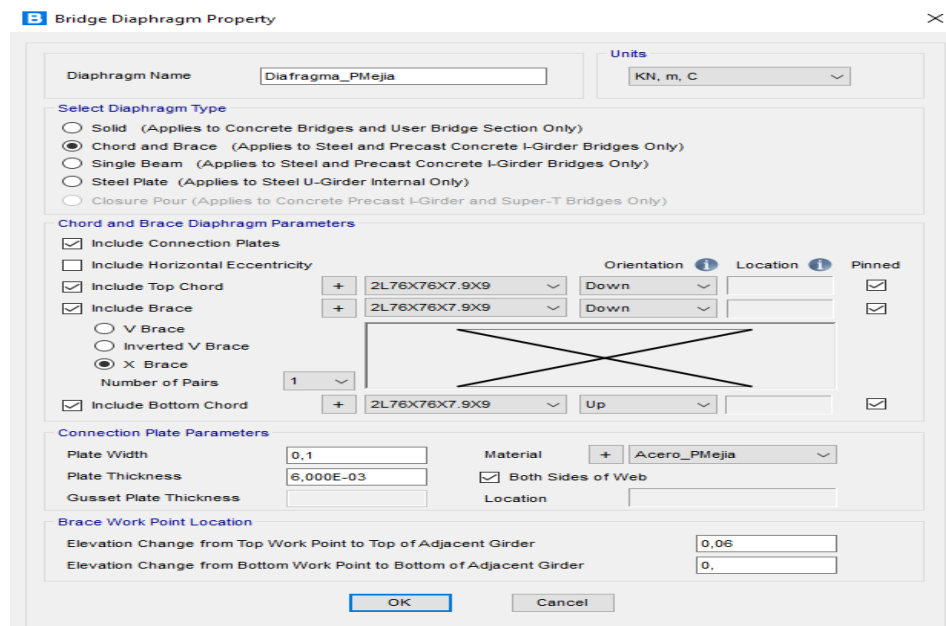 B Bridge Diaphragm Property
Units
Diaphragm Name Diafragma_PMejia KN, m, C
Select Diaphragm Type
Solid (Applies to Concrete Bridges and User Bridge Section Only)
Chord and Brace (Applies to Steel and Precast Concrete I-Girder Bridges Only)
Single Beam (Applies to Steel and Precast Concrete I-Girder Bridges Only)
Steel Plate (Applies to Steel U-Girder Internal Only)
Closure Pour (Applies to Concrete Precast I-Girder and Super-T Bridges Only)
Chord and Brace Diaphragm Parameters
Include Connection Plates
Include Horizontal Eccentricity Orientation i Location i Pinned
Include Top Chord + 2L76X76X7.9X9 Down
Include Brace + 2L76X76X7.9X9 Down
V Brace
Inverted V Brace
X Brace
Number of Pairs 1
Include Bottom Chord + 2L76X76X7.9X9 Up
Connection Plate Parameters
Plate Width 0,1 Material + Acero_PMejia
Plate Thickness 6,000E-03 Both Sides of Web
Gusset Plate Thickness Location
Brace Work Point Location
Elevation Change from Top Work Point to Top of Adjacent Girder 0,06
Elevation Change from Bottom Work Point to Bottom of Adjacent Girder 0,
OK Cancel